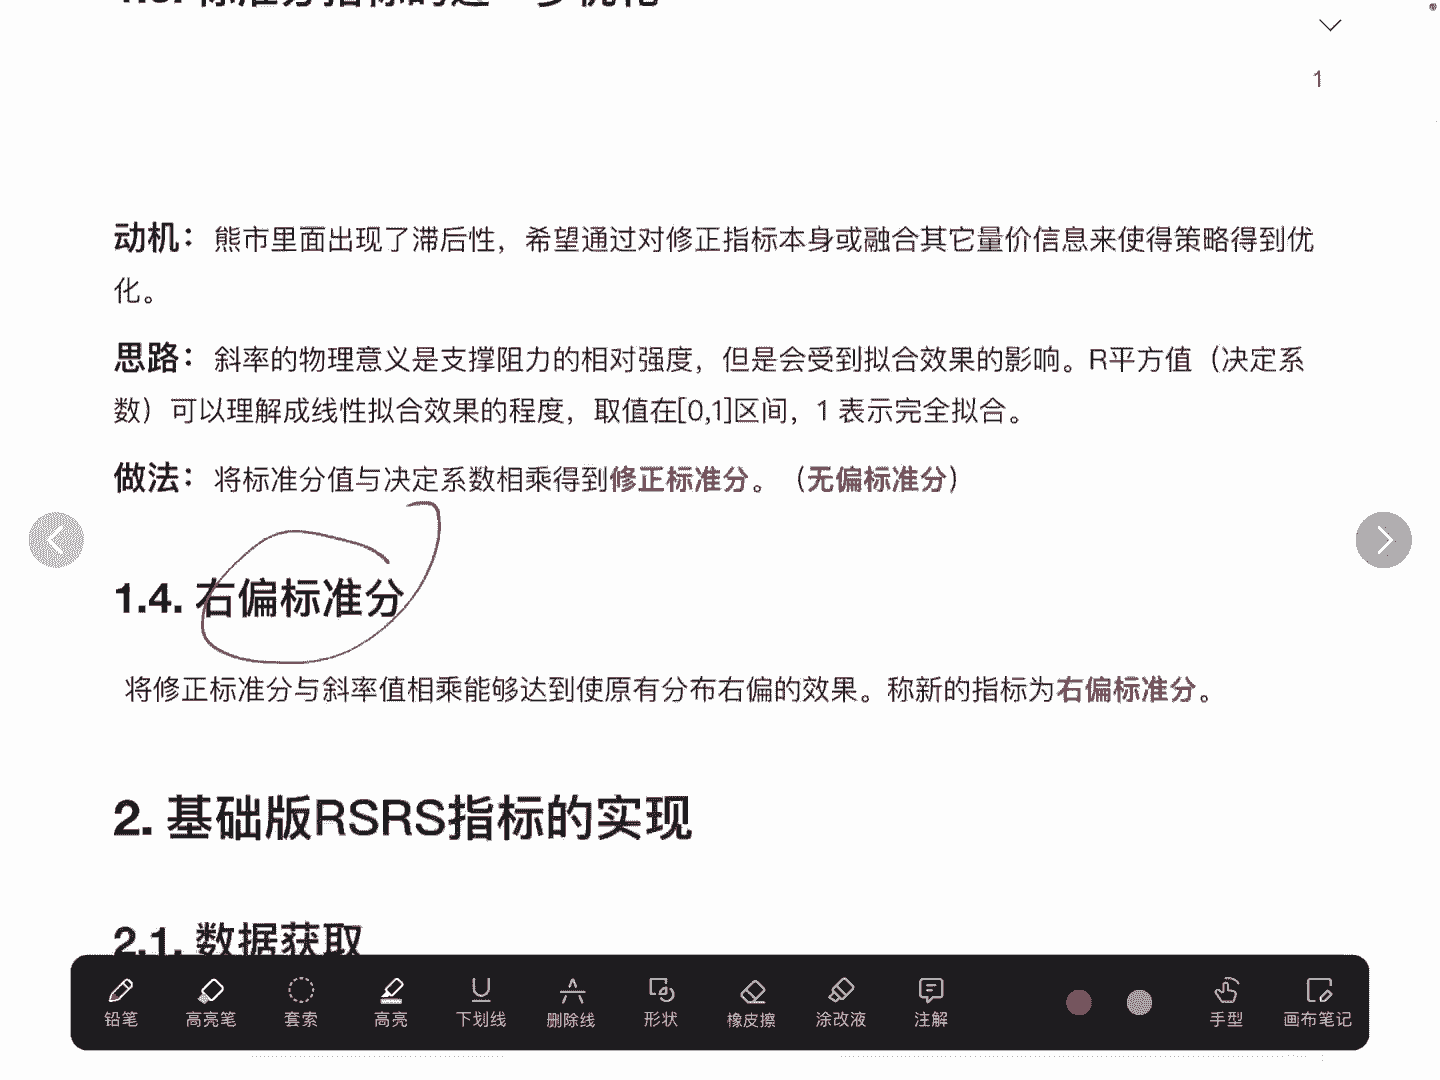 1
动机：熊市里面出现了滞后性，希望通过对修正指标本身或融合其它量价信息来使得策略得到优
化。
思路：斜率的物理意义是支撑阻力的相对强度，但是会受到拟合效果的影响。R平方值（决定系
数）可以理解成线性拟合效果的程度，取值在[0,1]区间，1 表示完全拟合。
做法：将标准分值与决定系数相乘得到修正标准分。（无偏标准分）
1.4. 右偏标准分
将修正标准分与斜率值相乘能够达到使原有分布右偏的效果。称新的指标为右偏标准分。
2. 基础版RSRS指标的实现
2.1. 数据获取
铅笔 高亮笔 套索 高亮 下划线 删除线 形状 橡皮擦 涂改液 注解 手型 画布笔记